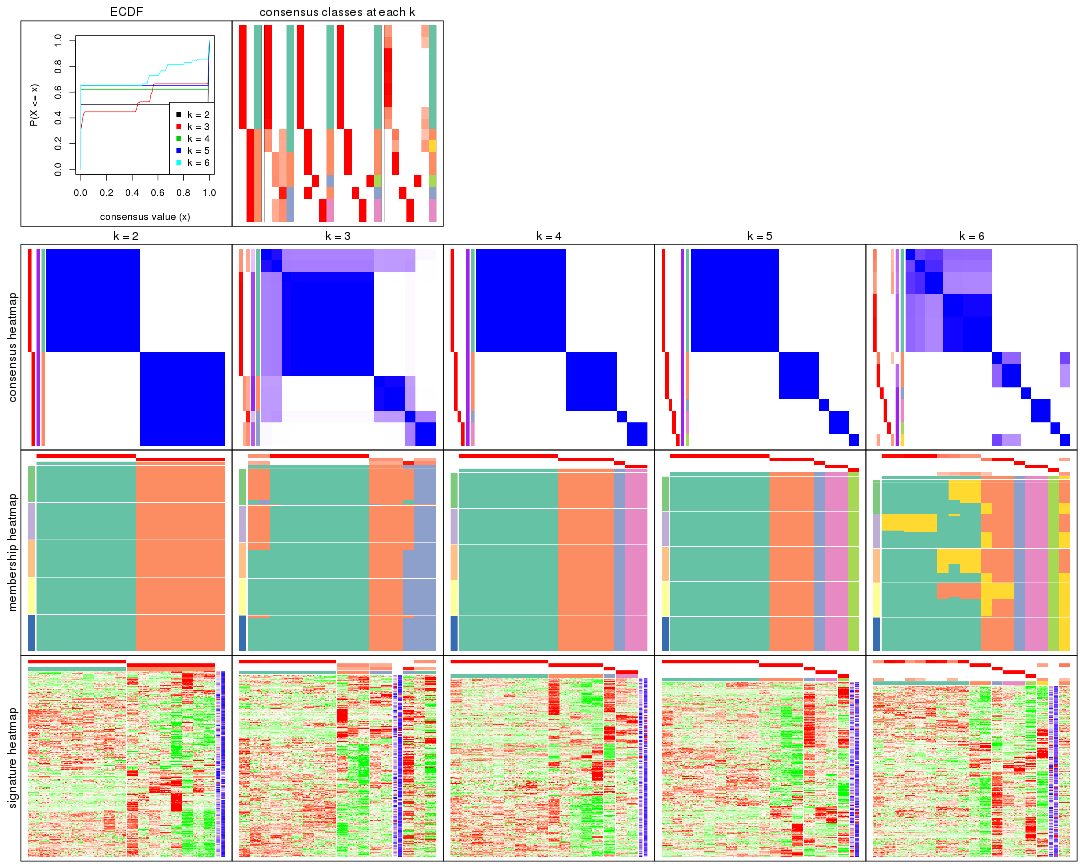 ECDF
consensus classes at each k
P(X <= x)
0.0 0.2 0.4 0.6 0.8 1.0
k = 2
k = 3
k = 4
k = 5
k = 6
0.0 0.2 0.4 0.6 0.8 1.0
consensus value (x)
k = 2
k = 3
k = 4
k = 5
k = 6
consensus heatmap
membership heatmap
signature heatmap